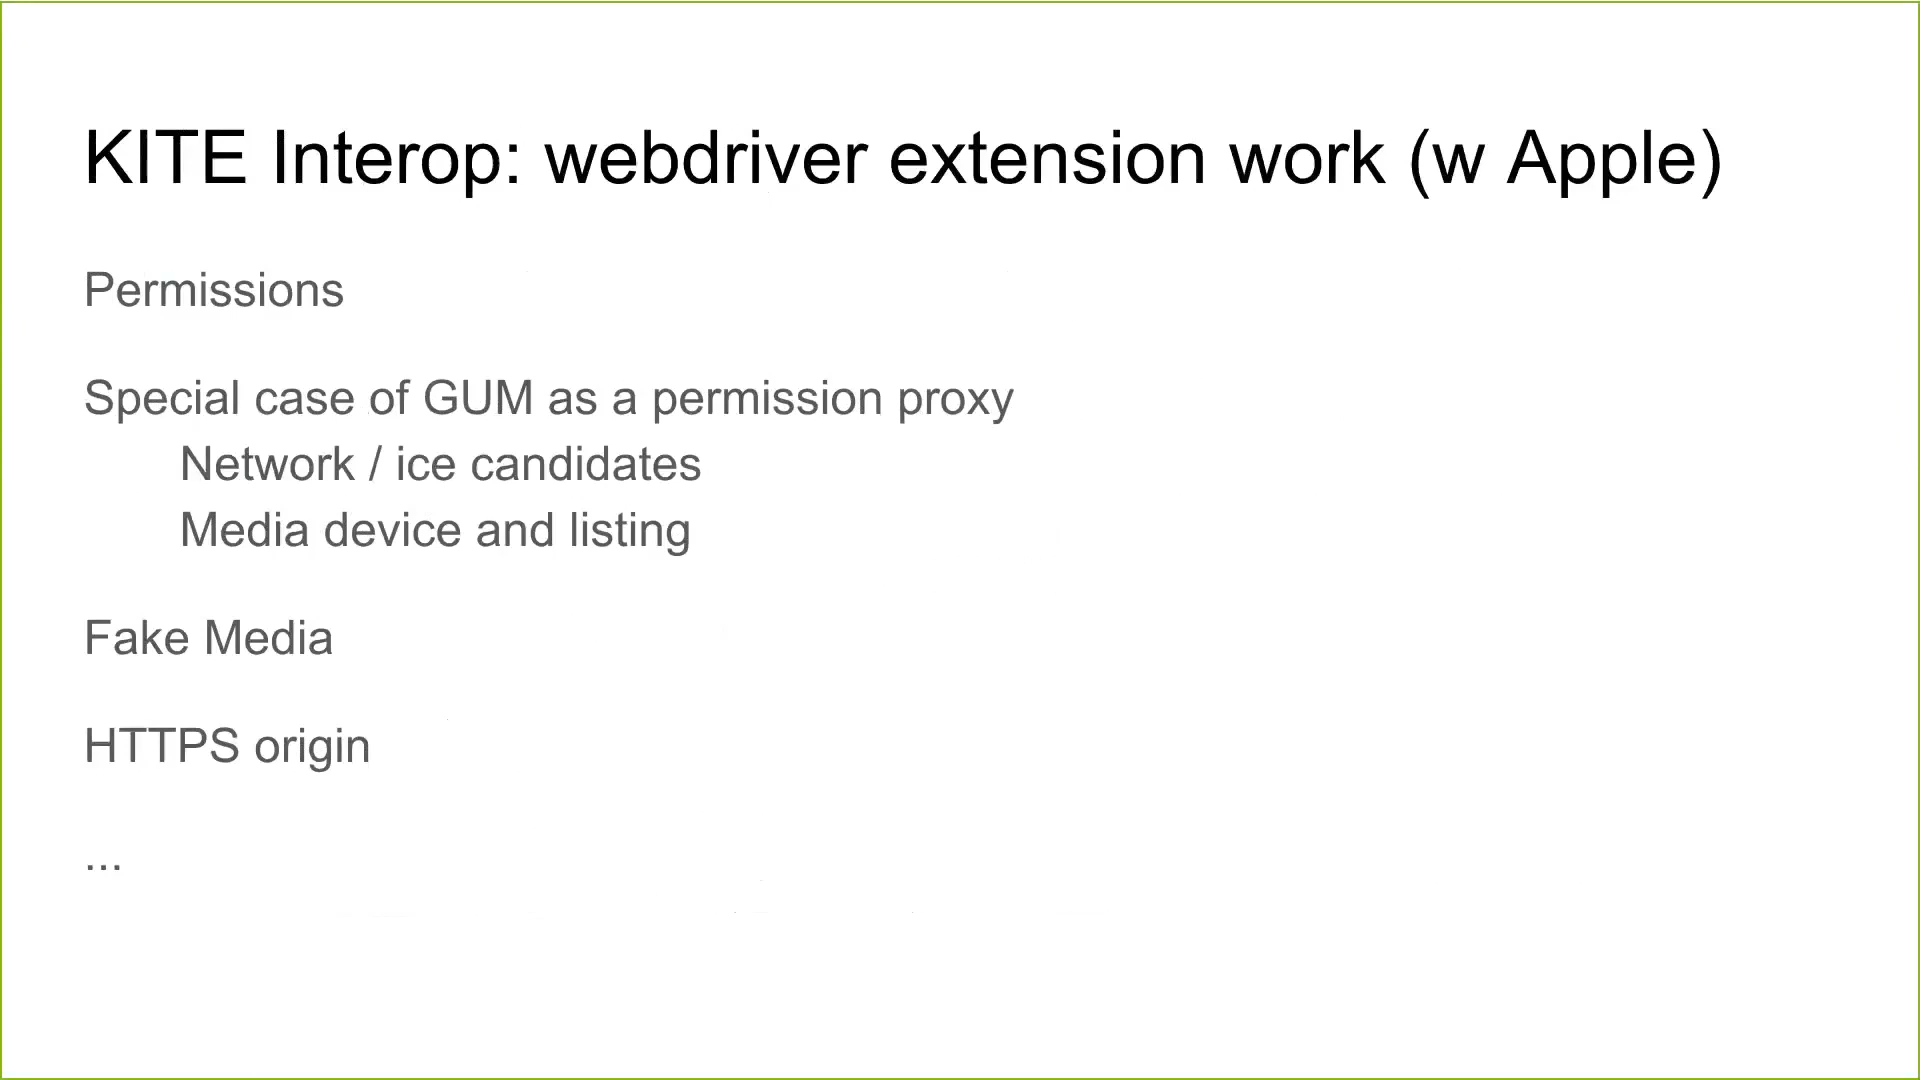 KITE Interop: webdriver extension work (w Apple)
Permissions
Special case of GUM as a permission proxy
Network / ice candidates
Media device and listing
Fake Media
HTTPS origin
...